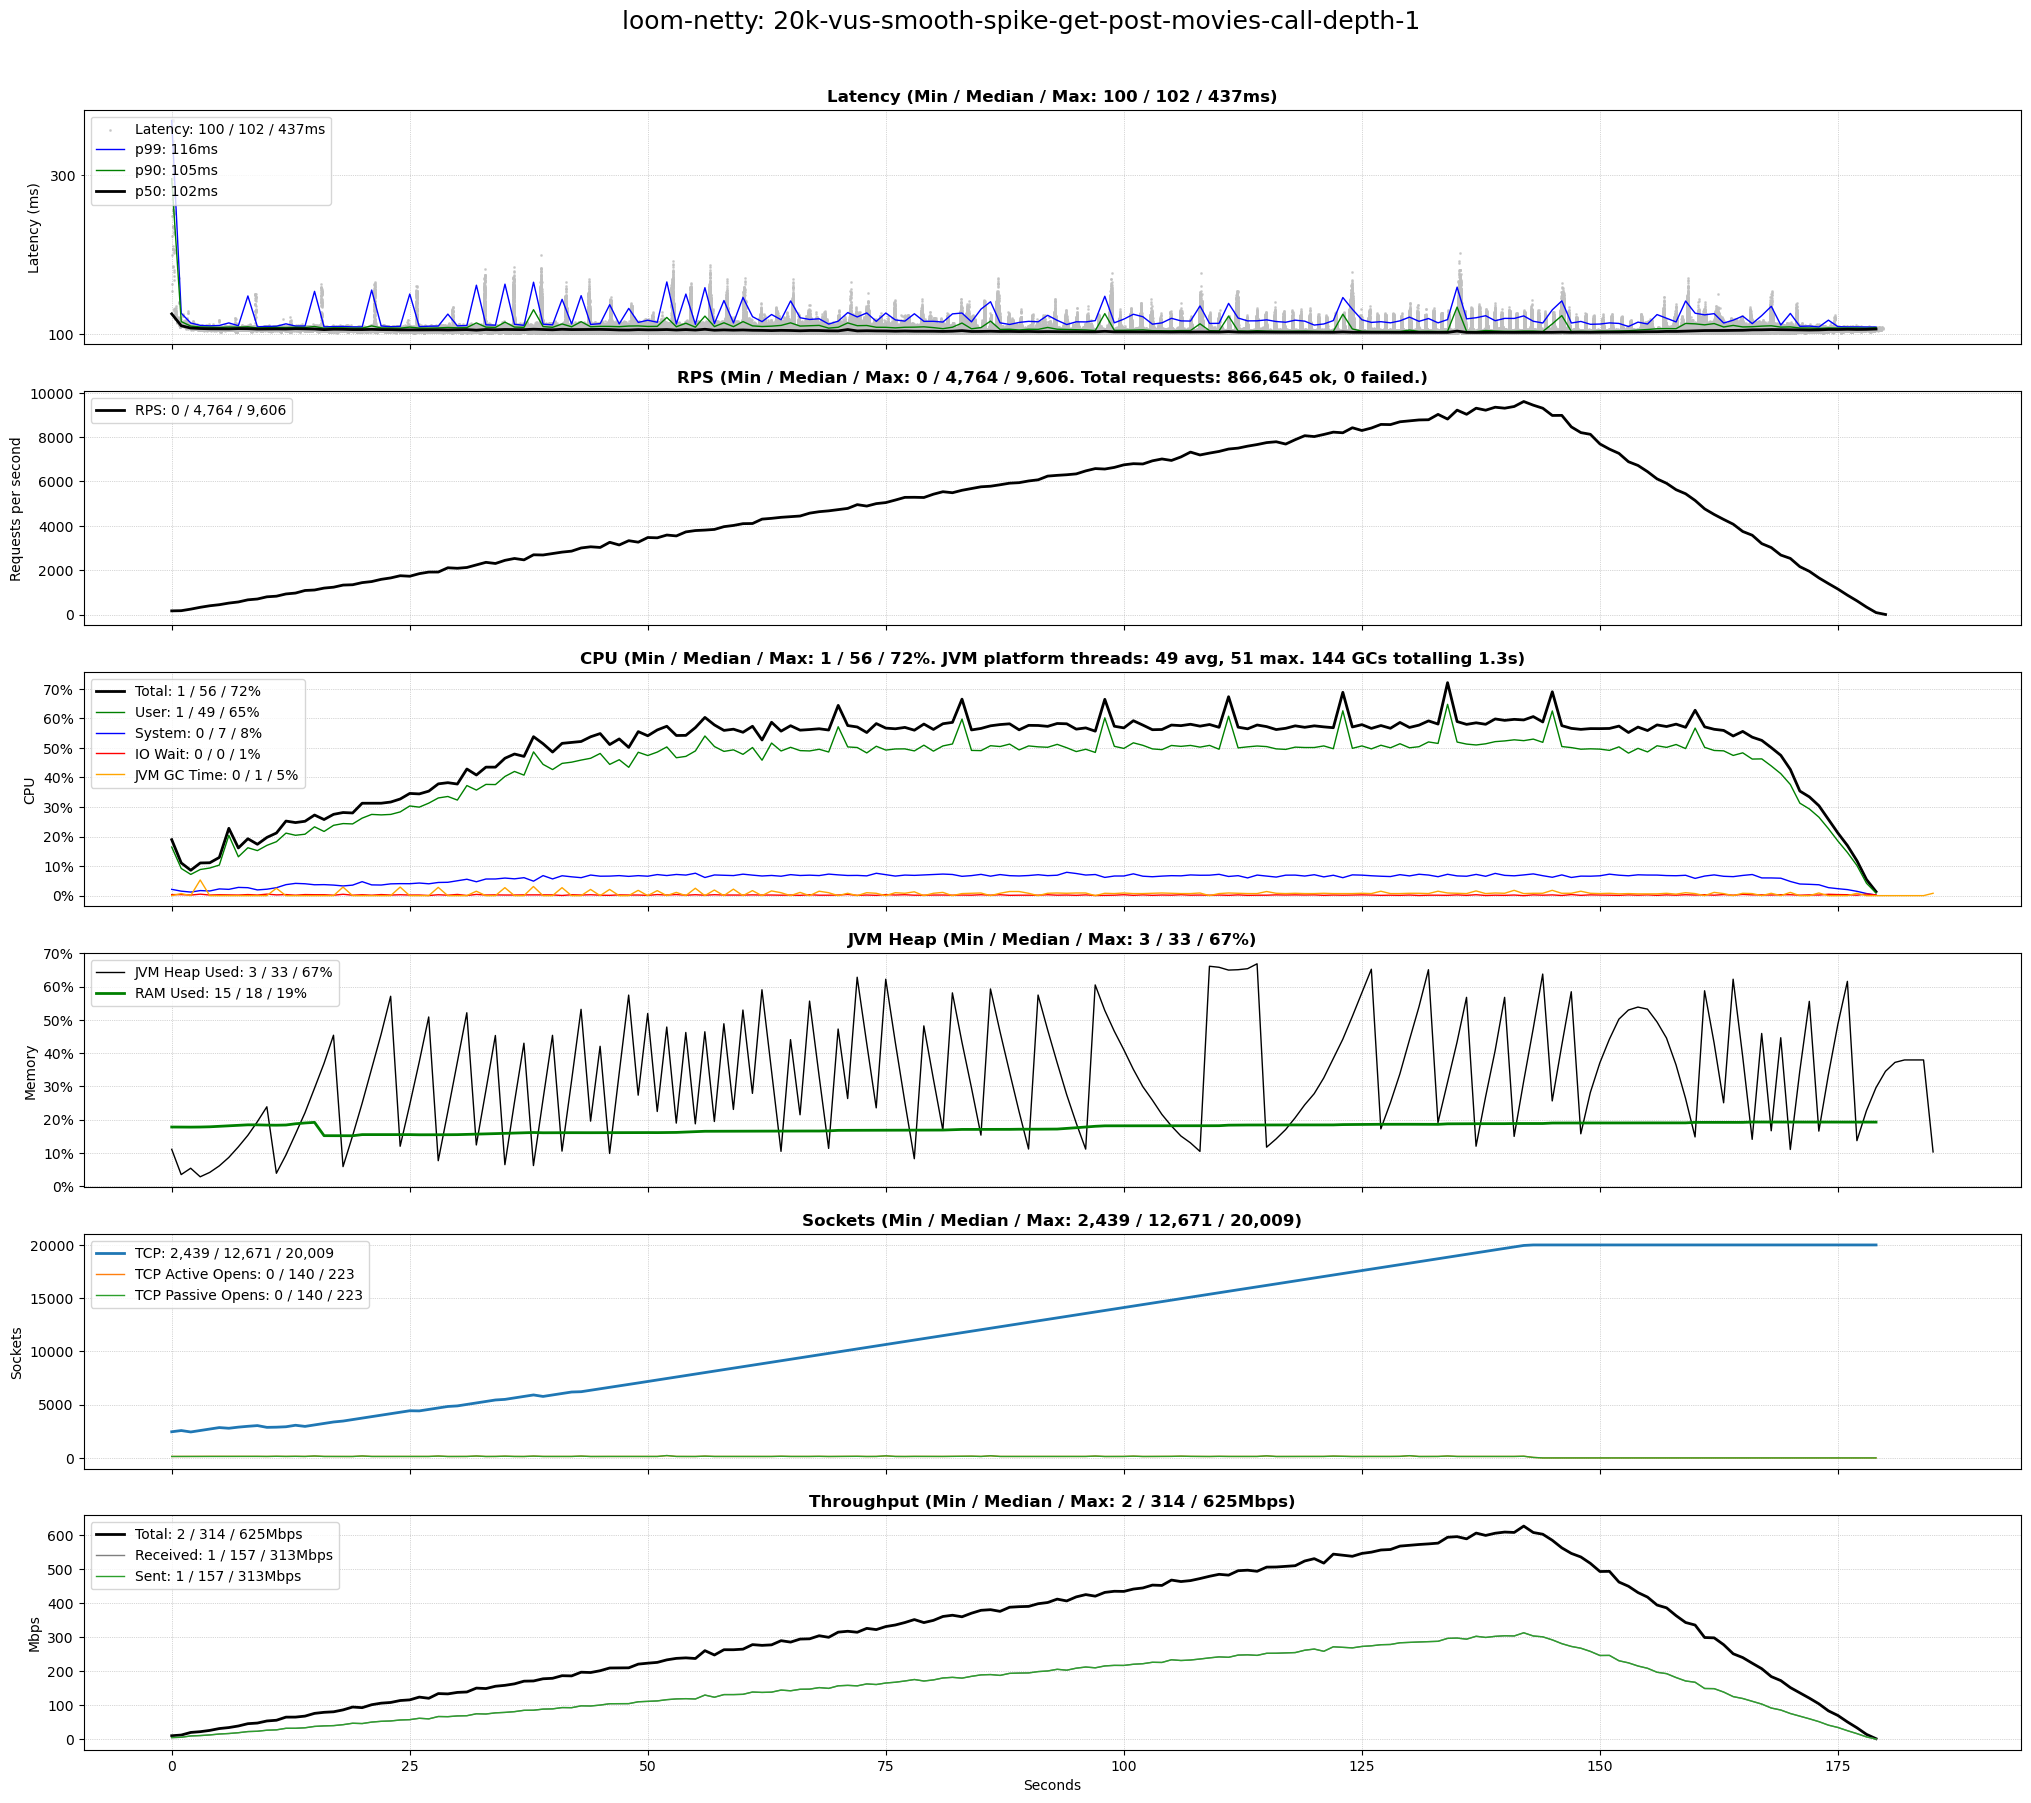 loom-netty: 20k-vus-smooth-spike-get-post-movies-call-depth-1
Latency (Min / Median / Max: 100 / 102 / 437ms)
Latency: 100 / 102 / 437ms
p99: 116ms
p90: 105ms
p50: 102ms
Latency (ms)
300
100
RPS (Min / Median / Max: 0 / 4,764 / 9,606. Total requests: 866,645 ok, 0 failed.)
RPS: 0 / 4,764 / 9,606
Requests per second
10000
8000
6000
4000
2000
0
CPU (Min / Median / Max: 1 / 56 / 72%. JVM platform threads: 49 avg, 51 max. 144 GCs totalling 1.3s)
Total: 1 / 56 / 72%
User: 1 / 49 / 65%
System: 0 / 7 / 8%
IO Wait: 0 / 0 / 1%
JVM GC Time: 0 / 1 / 5%
CPU
70%
60%
50%
40%
30%
20%
10%
0%
JVM Heap (Min / Median / Max: 3 / 33 / 67%)
JVM Heap Used: 3 / 33 / 67%
RAM Used: 15 / 18 / 19%
Memory
70%
60%
50%
40%
30%
20%
10%
0%
Sockets (Min / Median / Max: 2,439 / 12,671 / 20,009)
TCP: 2,439 / 12,671 / 20,009
TCP Active Opens: 0 / 140 / 223
TCP Passive Opens: 0 / 140 / 223
Sockets
20000
15000
10000
5000
0
Throughput (Min / Median / Max: 2 / 314 / 625Mbps)
Total: 2 / 314 / 625Mbps
Received: 1 / 157 / 313Mbps
Sent: 1 / 157 / 313Mbps
Mbps
600
500
400
300
200
100
0
0 25 50 75 100 125 150 175
Seconds